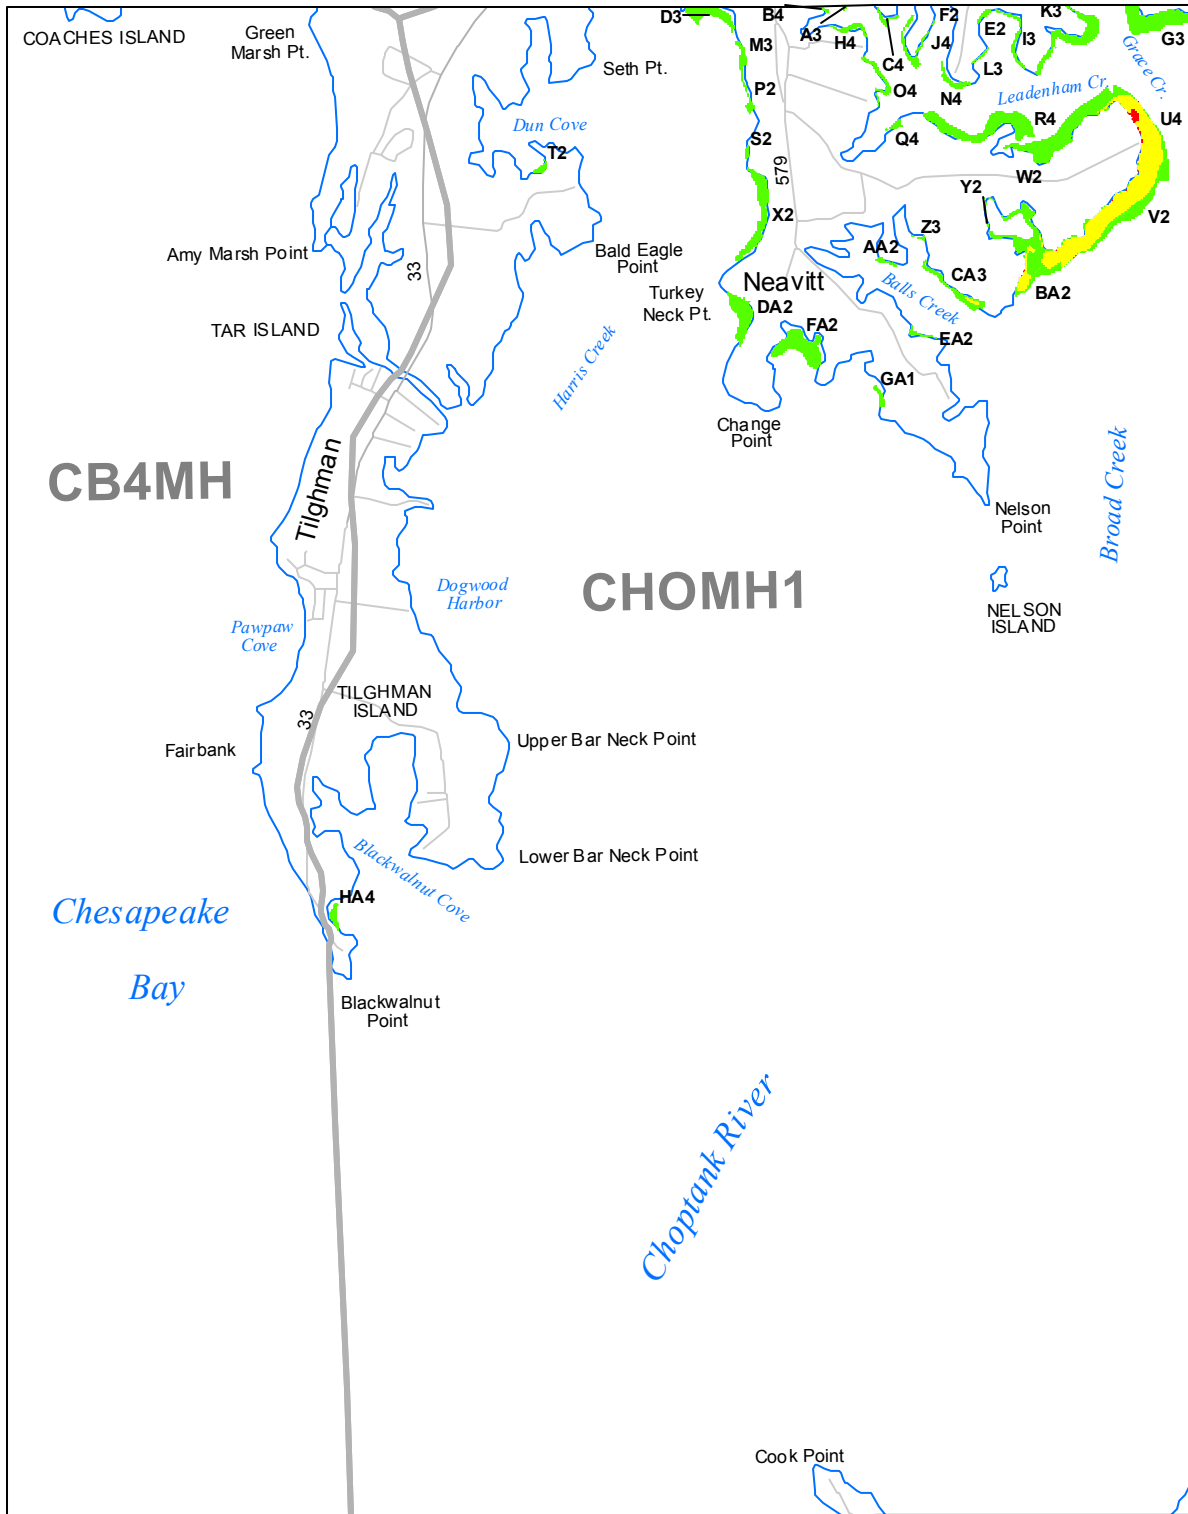 D3
B4
F2
K3
COACHES ISLAND
Green
Marsh Pt.
A3
H4
J4
E2
I3
G3
M3
C4
L3
Grace Cr.
Seth Pt.
P2
O4
N4
Leadenham Cr.
R4
U4
Dun Cove
S2
Q4
T2
579
W2
Y2
X2
V2
Z3
AA2
Amy Marsh Point
33
Bald Eagle
Point
Neavitt
CA3
Balls Creek
BA2
Turkey
Neck Pt.
DA2
TAR ISLAND
FA2
EA2
Harris Creek
GA1
Change
Point
Tilghman
CB4MH
Broad Creek
Nelson
Point
Dogwood
Harbor
CHOMH1
NELSON
ISLAND
Pawpaw
Cove
TILGHMAN
ISLAND
33
Fairbank
Upper Bar Neck Point
Lower Bar Neck Point
Blackwalnut Cove
HA4
Chesapeake
Bay
Blackwalnut
Point
Choptank River
Cook Point